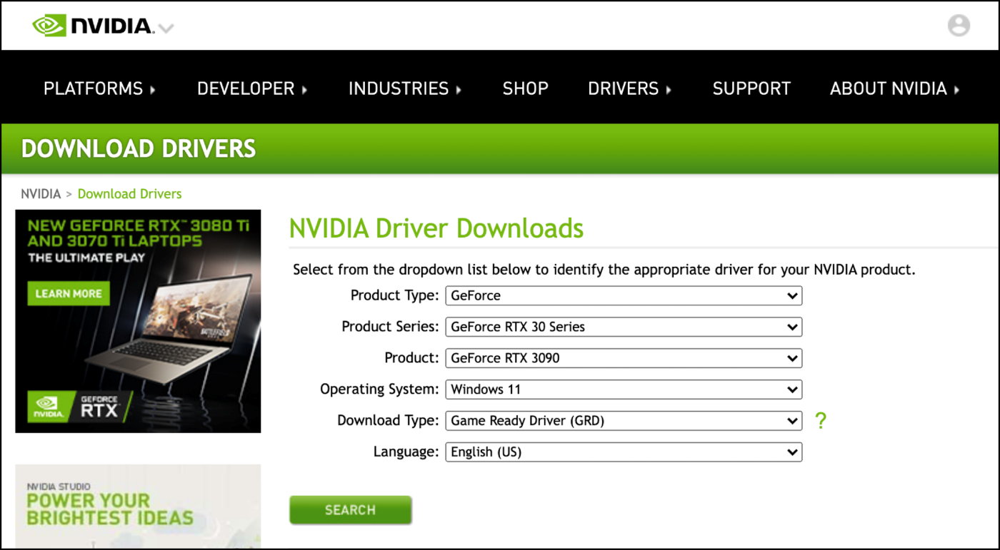 NVIDIA.
PLATFORMS
DEVELOPER
INDUSTRIES
SHOP
DRIVERS
SUPPORT
ABOUT NVIDIA
DOWNLOAD DRIVERS
NVIDIA > Download Drivers
NEW GEFORCE RTX™ 3080 Ti
AND 3070 Ti LAPTOPS
THE ULTIMATE PLAY
LEARN MORE
BATTLEFIELD
NVIDIA.
GEFORCE
RTX
NVIDIA STUDIO
POWER YOUR
BRIGHTEST IDEAS
NVIDIA Driver Downloads
Select from the dropdown list below to identify the appropriate driver for your NVIDIA product.
Product Type: GeForce
Product Series: GeForce RTX 30 Series
Product: GeForce RTX 3090
Operating System: Windows 11
Download Type: Game Ready Driver (GRD) ?
Language: English (US)
SEARCH